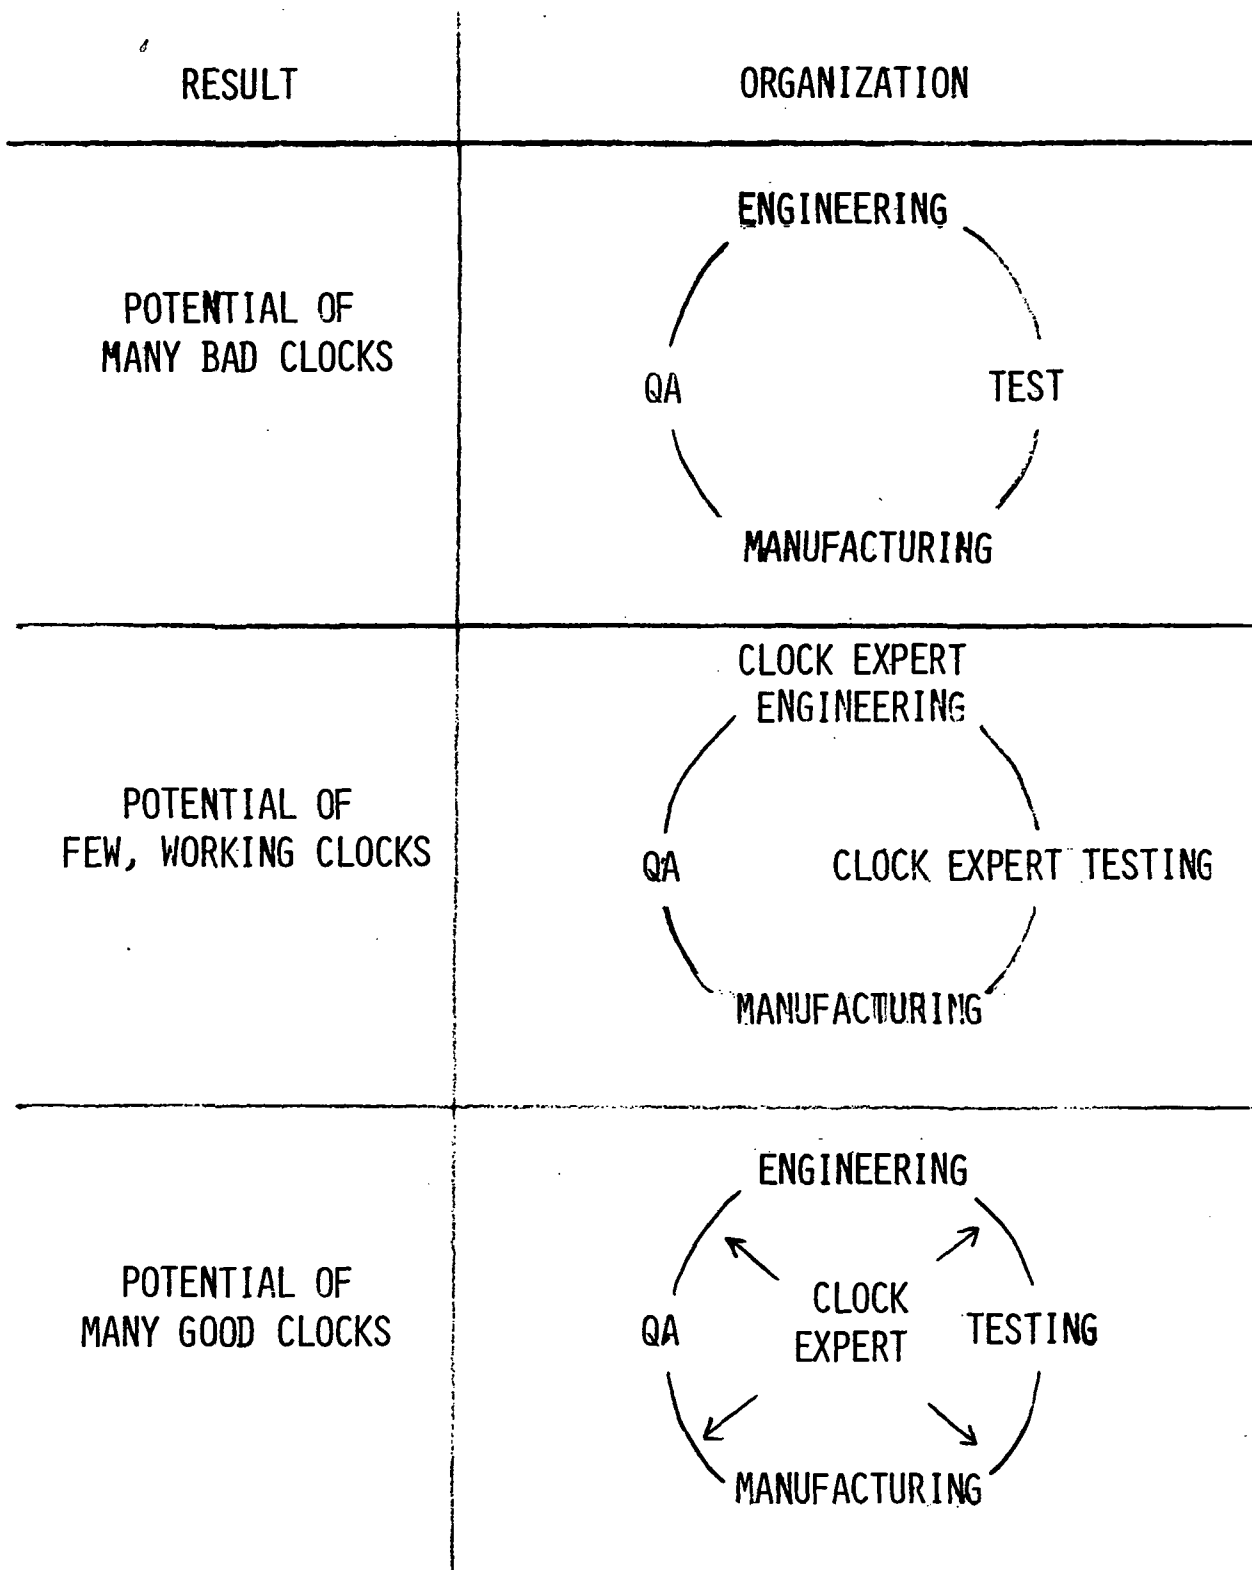 RESULT
ORGANIZATION
POTENTIAL OF
MANY BAD CLOCKS
ENGINEERING
QA
TEST
MANUFACTURING
POTENTIAL OF
FEW, WORKING CLOCKS
CLOCK EXPERT
ENGINEERING
QA
CLOCK EXPERT TESTING
MANUFACTURING
POTENTIAL OF
MANY GOOD CLOCKS
ENGINEERING
QA
CLOCK
EXPERT
TESTING
MANUFACTURING